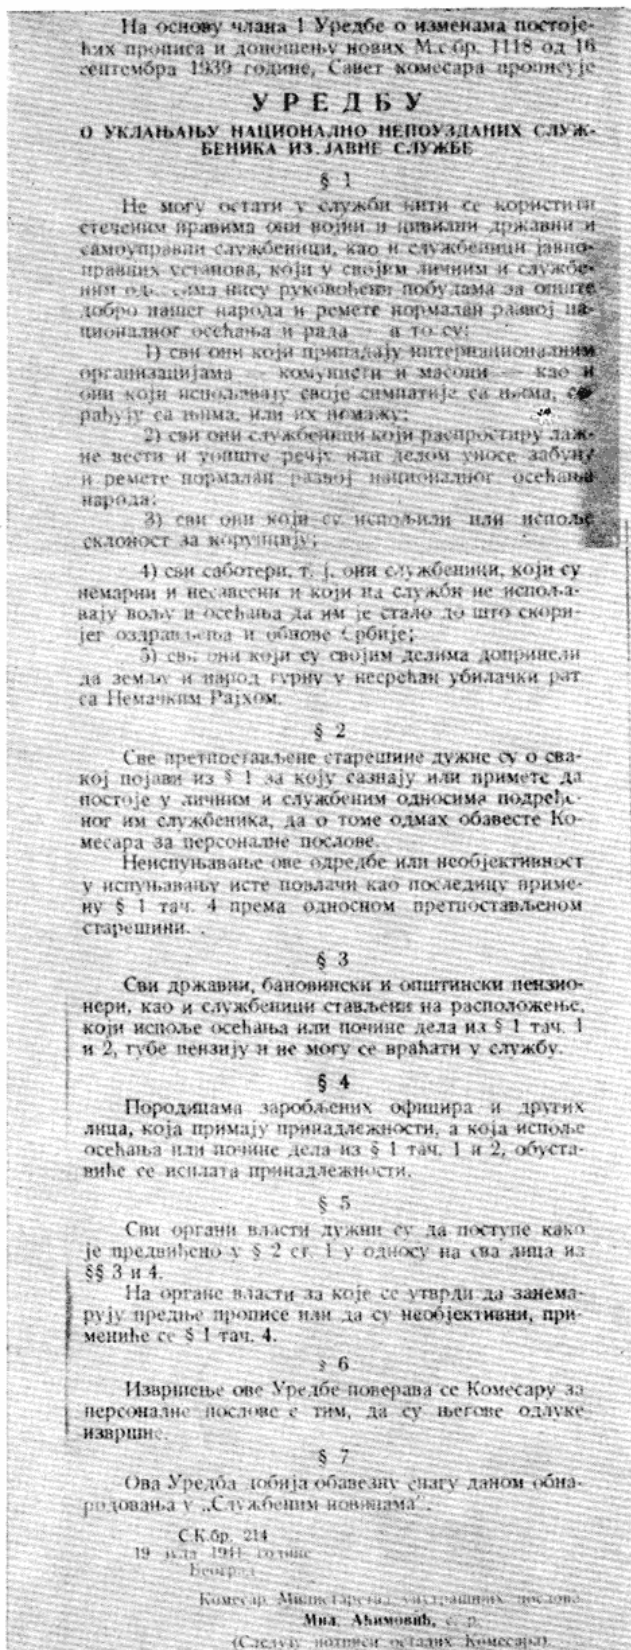 На основу члана 1 Уредбе о изменама постоје-
ћих прописа и доношењу нових М.с.бр. 1118 од 16
септембра 1939 године, Савет комесара прописује
УРЕДБУ
О УКЛАЊАЊУ НАЦИОНАЛНО НЕПОУЗДАНИХ СЛУЖ-
БЕНИКА ИЗ ЈАВНЕ СЛУЖБЕ
§ 1
Не могу остати у служби нити се користити
стеченим правима они војни и цивилни државни и
самоуправни службеници, као и службеници јавно-
правних установа, који у својим личним и службе-
ним нису руковођени побудама за опште
добро нашег народа и ремете нормалан развој на-
ционалног осећања и рада а то су:
1) сви они који припадају интернационалним
организацијама — комунисти и масони — као и
они који испољавају своје симпатије са њима, са-
рађују са њима, или их помажу;
2) сви они службеници који распростиру лаж-
не вести и уопште речју или делом уносе забуну
и ремете нормалан развој националног осећања
народа;
3) сви они који су испољили или испоље
склоност за корупцију;
4) сви саботери, т. ј. они службеници, који су
немарни и несавесни и који на служби не испоља-
вају вољу и осећања да им је стало до што скори-
јег оздрављења и обнове Србије;
5) сви они који су својим делима допринели
да земљу и народ гурну у несрећан убилачки рат
са Немачким Рајхом.
§ 2
Све претпостављене старешине дужне су о сва-
кој појави из § 1 за коју сазнају или примете да
постоје у личним и службеним односима подређе-
ног им службеника, да о томе одмах обавесте Ко-
месара за персоналне послове.
Неиспуњавање ове одредбе или необјективност
у испуњавању исте повлачи као последицу приме-
ну § 1 тач. 4 према односном претпостављеном
старешини.
§ 3
Сви државни, бановински и општински пензио-
нери, као и службеници стављени на расположење,
који испоље осећања или почине дела из § 1 тач. 1
и 2, губе пензију и не могу се враћати у службу.
§ 4
Породицама заробљених официра и других
лица, која примају принадлежности, а која испоље
осећања или почине дела из § 1 тач. 1 и 2, обуста-
виће се исплата принадлежности.
§ 5
Сви органи власти дужни су да поступе како
је предвиђено у § 2 ст. 1 у односу на сва лица из
§§ 3 и 4.
На органе власти за које се утврди да занема-
рују предње прописе или да су необјективни, при-
мениће се § 1 тач. 4.
§ 6
Извршење ове Уредбе поверава се Комесару за
персоналне послове с тим, да су његове одлуке
извршне.
§ 7
Ова Уредба добија обавезну снагу даном обна-
родовања у „Службеним новинама".
С.К.бр. 214
19 јула 1941 године
Београд
Комесар Министарства унутрашњих послова
Мил. Аћимовић, с. р.
(Следују потписи осталих Комесара)